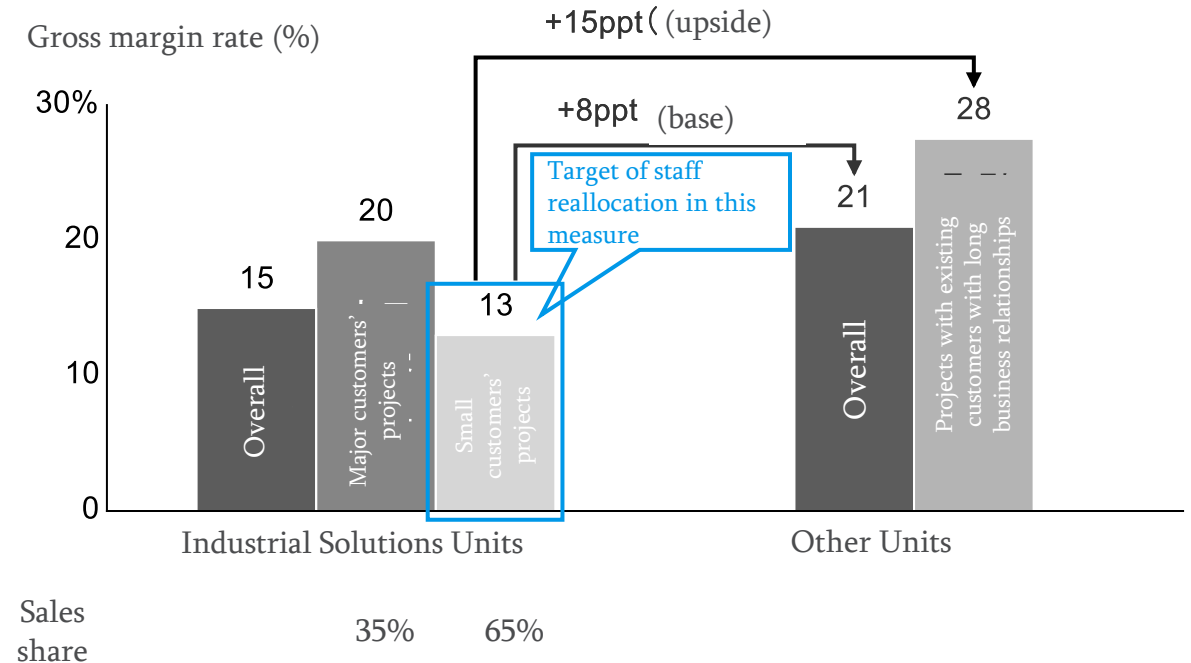 +15ppt( (upside)
Gross margin rate (%)
30%
28
+8ppt (base)
Target of staff
reallocation in this
measure
21
20
20
15
13
10
0
Overall
Major customers’
projects
Small
customers’
projects
Overall
Projects with existing
customers with long
business relationships
Industrial Solutions Units
Other Units
Sales
share
35%
65%